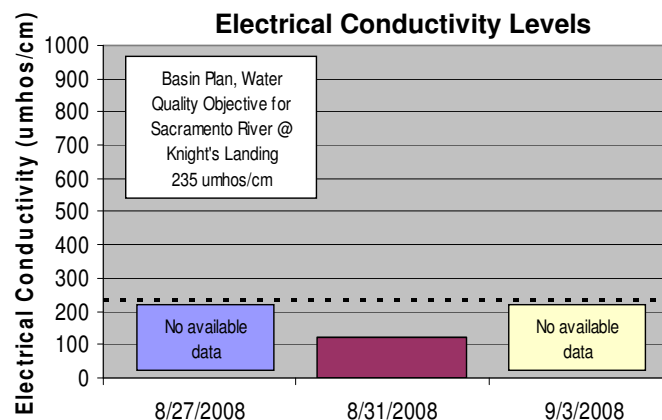 Electrical Conductivity Levels
Electrical Conductivity (umhos/cm)
1000
900
800
700
600
500
400
300
200
100
0
Basin Plan, Water
Quality Objective for
Sacramento River @
Knight's Landing
235 umhos/cm
No available
data
No available
data
8/27/2008
8/31/2008
9/3/2008